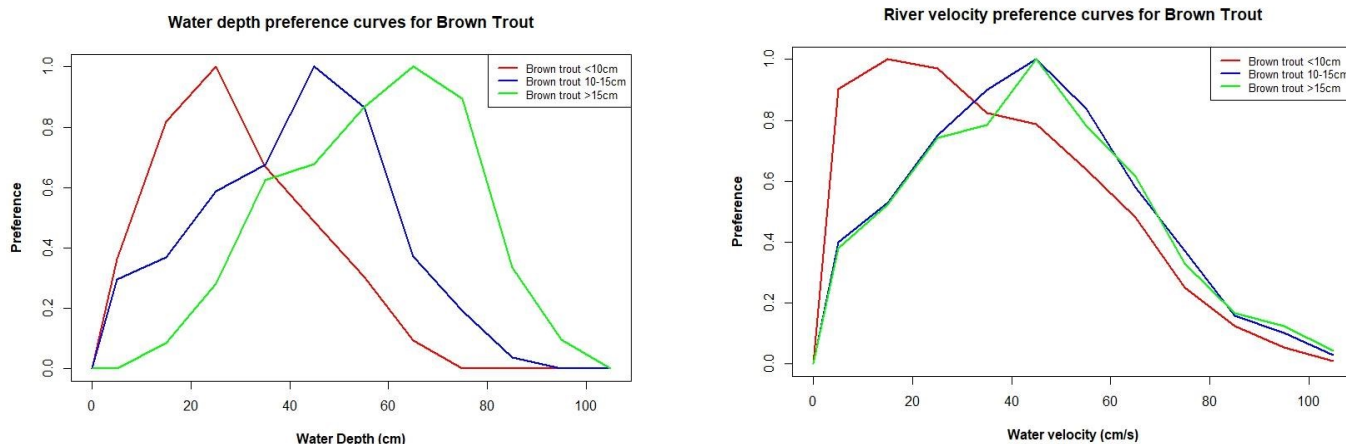 Water depth preference curves for Brown Trout
Brown trout <10cm
Brown trout 10-15cm
Brown trout >15cm
Preference
0.0
0.2
0.4
0.6
0.8
1.0
0
20
40
60
80
100
Water Depth (cm)
River velocity preference curves for Brown Trout
Brown trout <10cm
Brown trout 10-15cm
Brown trout >15cm
Preference
0.0
0.2
0.4
0.6
0.8
1.0
0
20
40
60
80
100
Water velocity (cm/s)